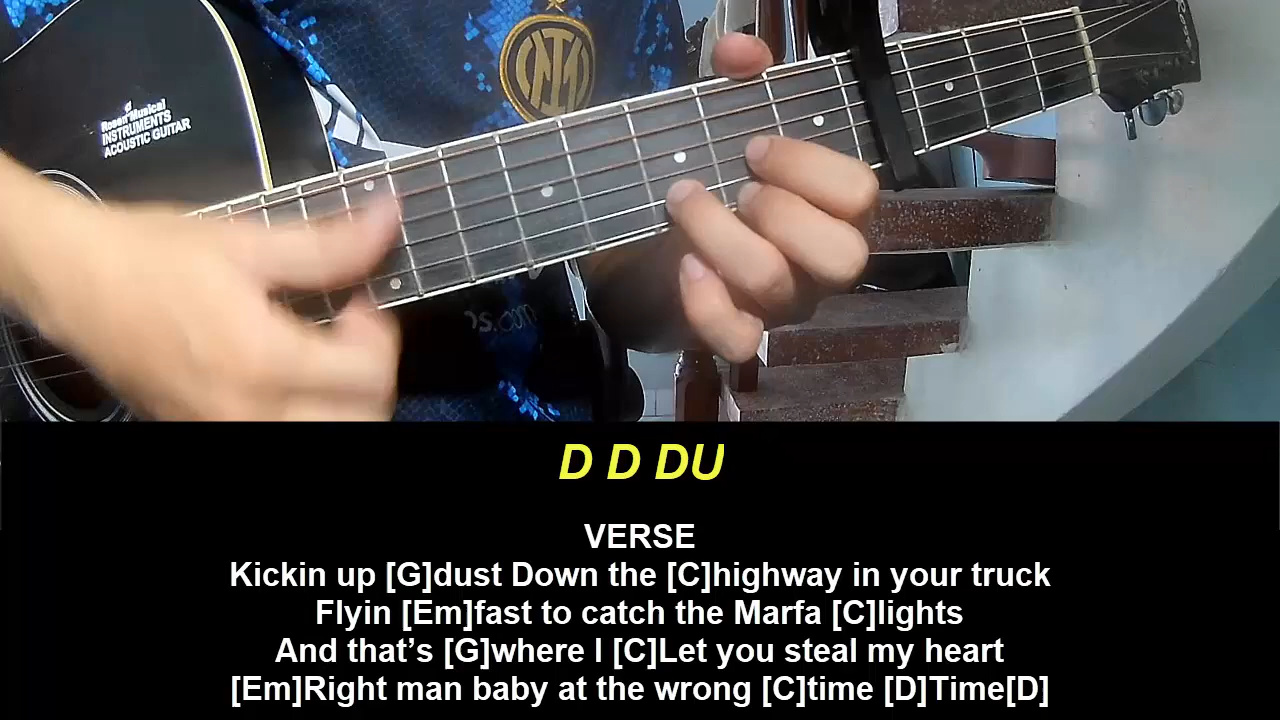 Rosen Musical
INSTRUMENTS
ACOUSTIC GUITAR
D D DU
VERSE
Kickin up [G]dust Down the [C]highway in your truck
Flyin [Em]fast to catch the Marfa [C]lights
And that’s [G]where I [C]Let you steal my heart
[Em]Right man baby at the wrong [C]time [D]Time[D]